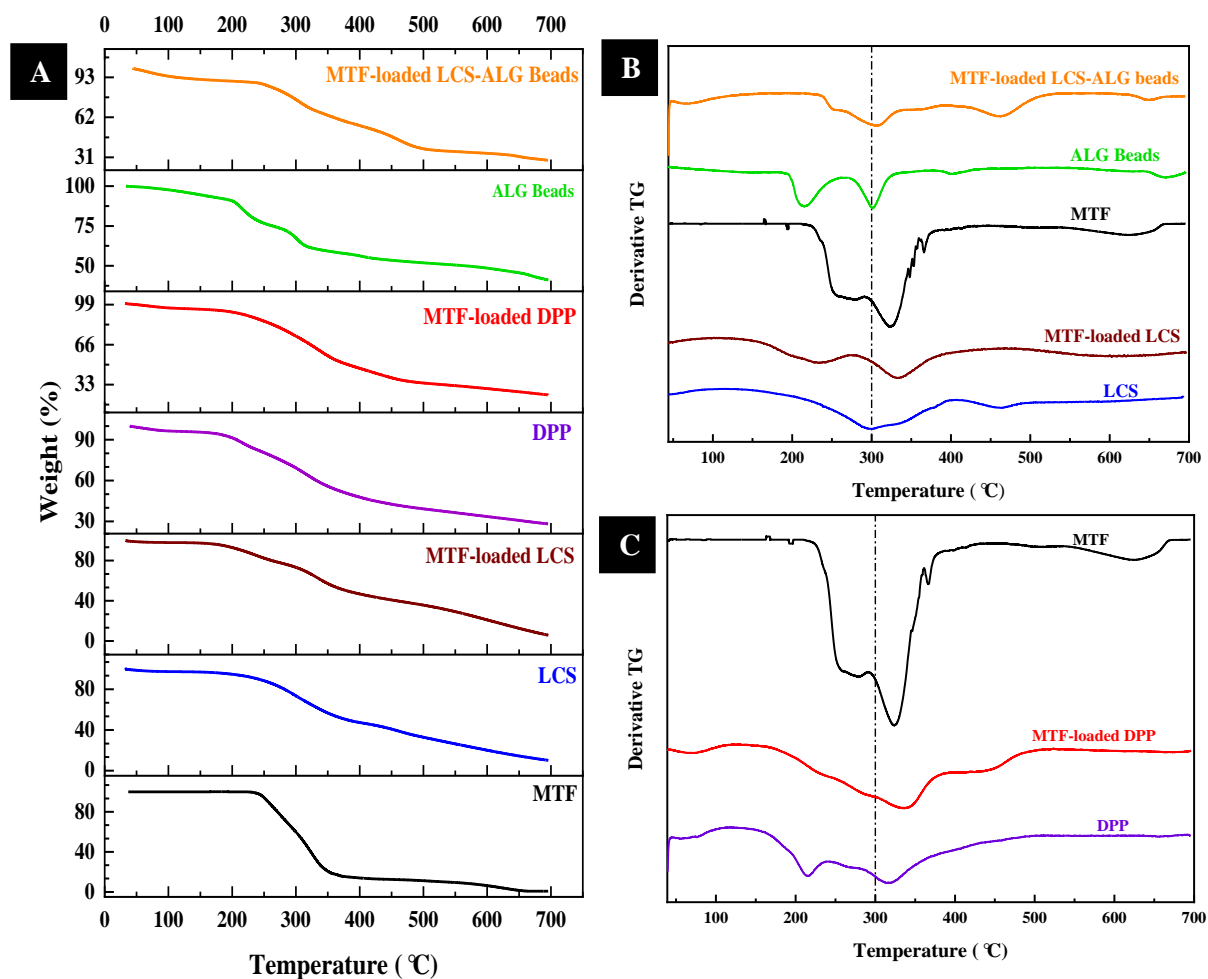 0 100 200 300 400 500 600 700
A
MTF-loaded LCS-ALG Beads
93
62
31
ALG Beads
100
75
50
MTF-loaded DPP
99
66
33
DPP
90
60
30
MTF-loaded LCS
80
40
0
LCS
80
40
0
MTF
80
40
0
Weight (%)
0 100 200 300 400 500 600 700
Temperature ( °C)
B
MTF-loaded LCS-ALG beads
ALG Beads
MTF
MTF-loaded LCS
LCS
Derivative TG
100 200 300 400 500 600 700
Temperature ( °C)
C
MTF
MTF-loaded DPP
DPP
Derivative TG
100 200 300 400 500 600 700
Temperature ( °C)